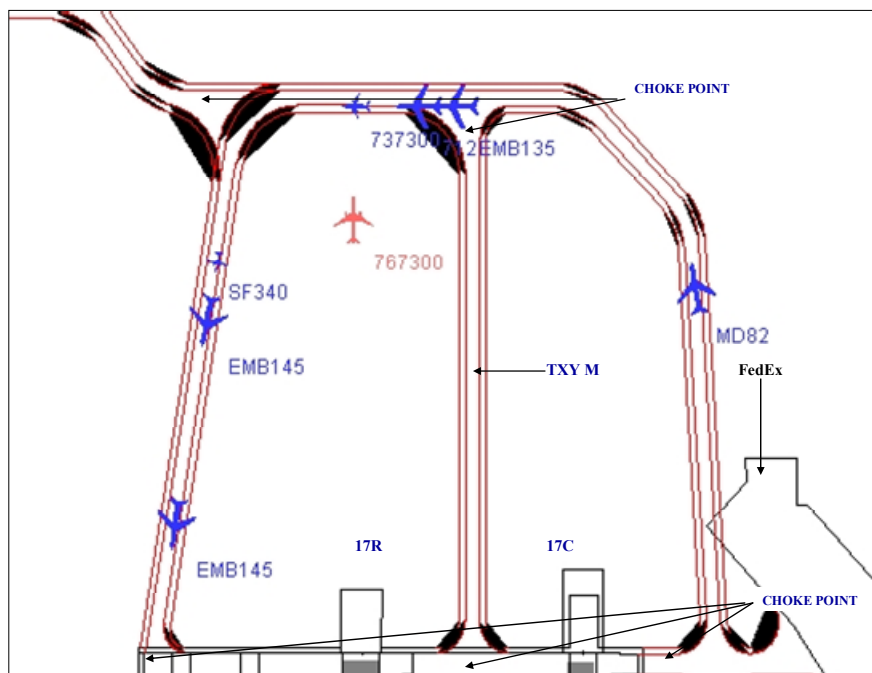 CHOKE POINT
737300
712EMB135
767300
SF340
EMB145
MD82
TXY M
FedEx
17R
17C
EMB145
CHOKE POINT